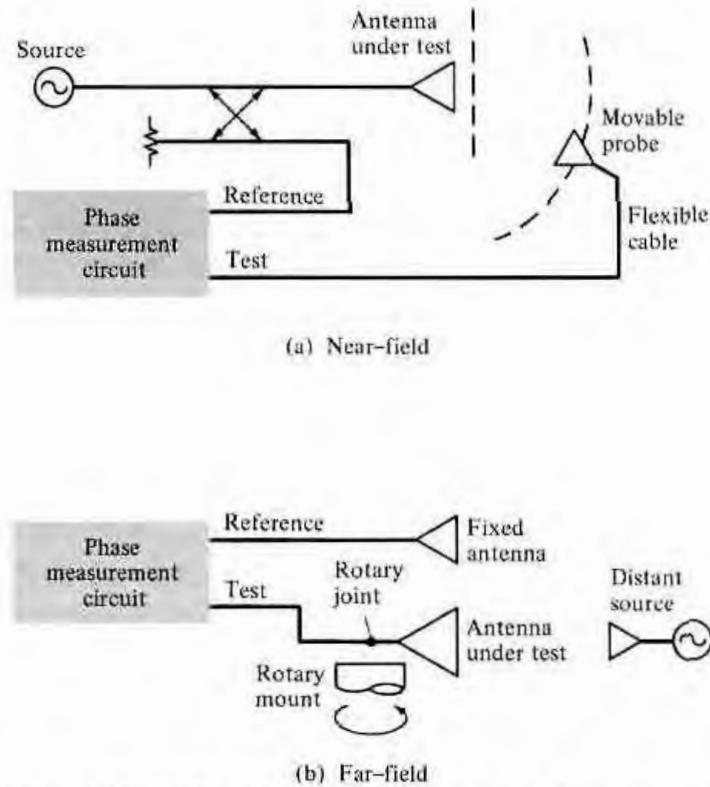 Source
Antenna
under test
Movable
probe
Reference
Phase
measurement
circuit
Flexible
cable
Test
(a) Near-field
Reference
Fixed
antenna
Phase
measurement
circuit
Rotary
joint
Distant
source
Test
Antenna
under test
Rotary
mount
(b) Far-field